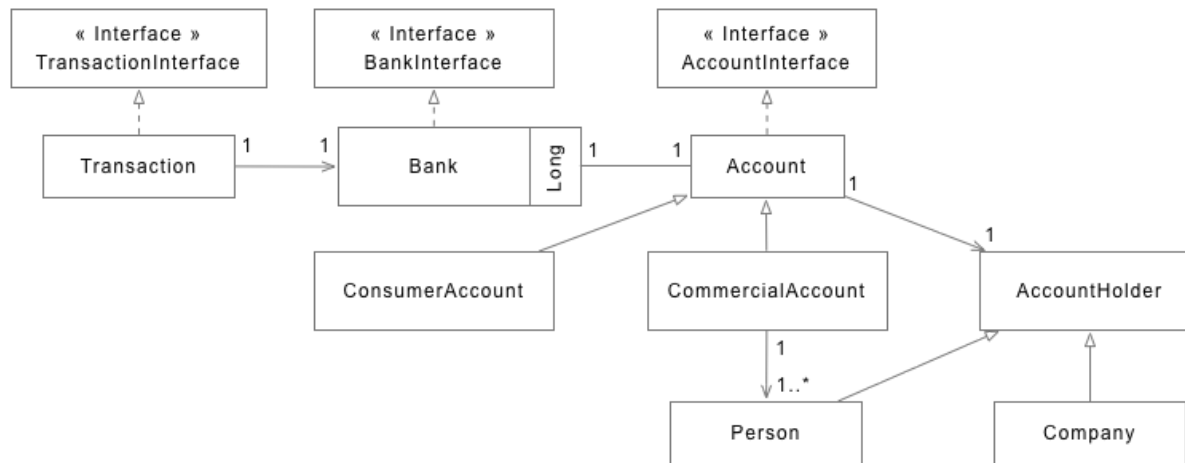 « Interface »
TransactionInterface
« Interface »
BankInterface
« Interface »
AccountInterface
Transaction
1
1
Bank
Long
1
1
Account
1
1
ConsumerAccount
CommercialAccount
AccountHolder
1
1..*
Person
Company